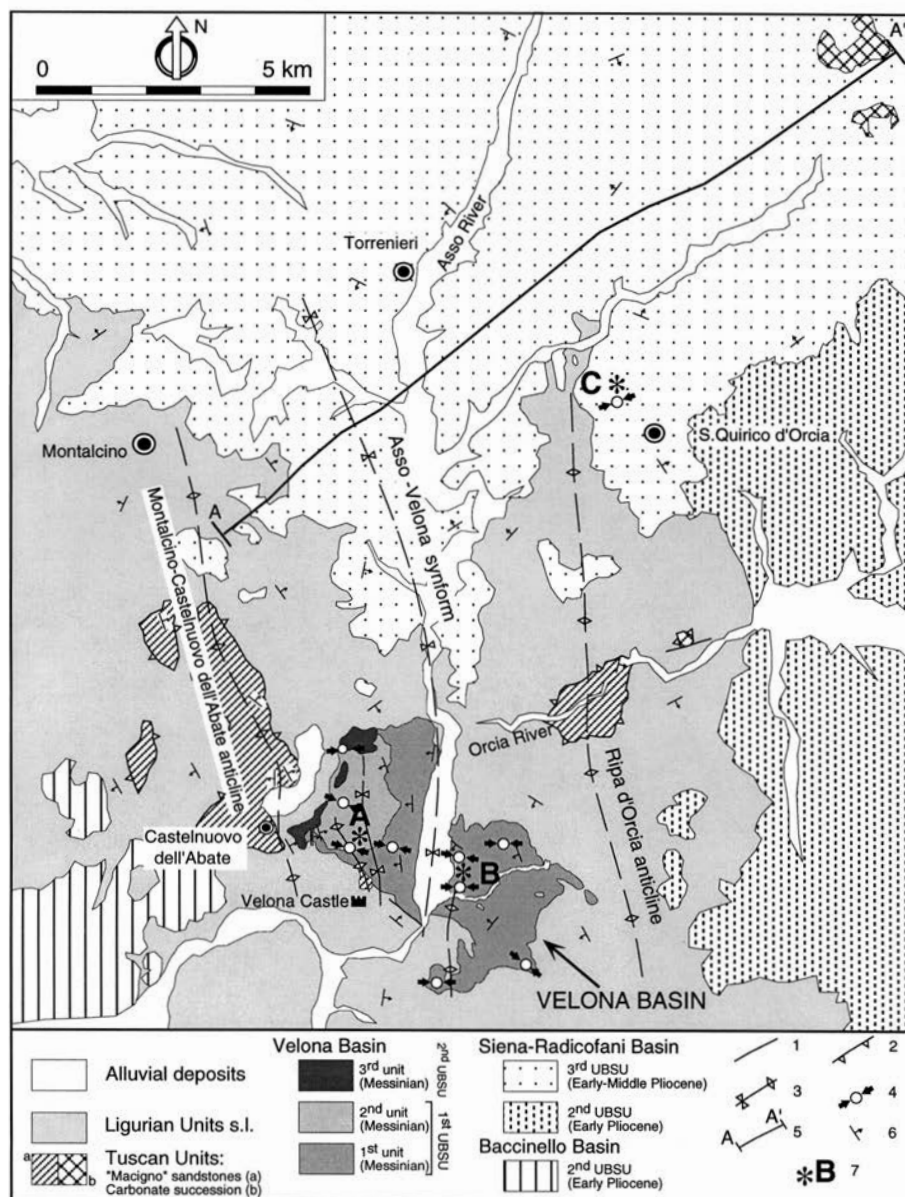 N
0 5 km
A'
Asso River
Torrenieri
C
S.Quirico d'Orcia
Montalcino
A
Asso Velona synform
Montalcino-Castelnuovo dell'Abate anticline
Orcia River
Ripa d'Orcia anticline
A
Castelnuovo
dell'Abate
B
Velona Castle
VELONA BASIN
Alluvial deposits
Ligurian Units s.l.
a
b
Tuscan Units:
"Macigno" sandstones (a)
Carbonate succession (b)
Velona Basin
3rd unit
(Messinian)
2nd UBSU
2nd unit
(Messinian)
1st unit
(Messinian)
1st UBSU
Siena-Radicofani Basin
3rd UBSU
(Early-Middle Pliocene)
2nd UBSU
(Early Pliocene)
Baccinello Basin
2nd UBSU
(Early Pliocene)
1
2
3
4
A A' 5
6
B 7